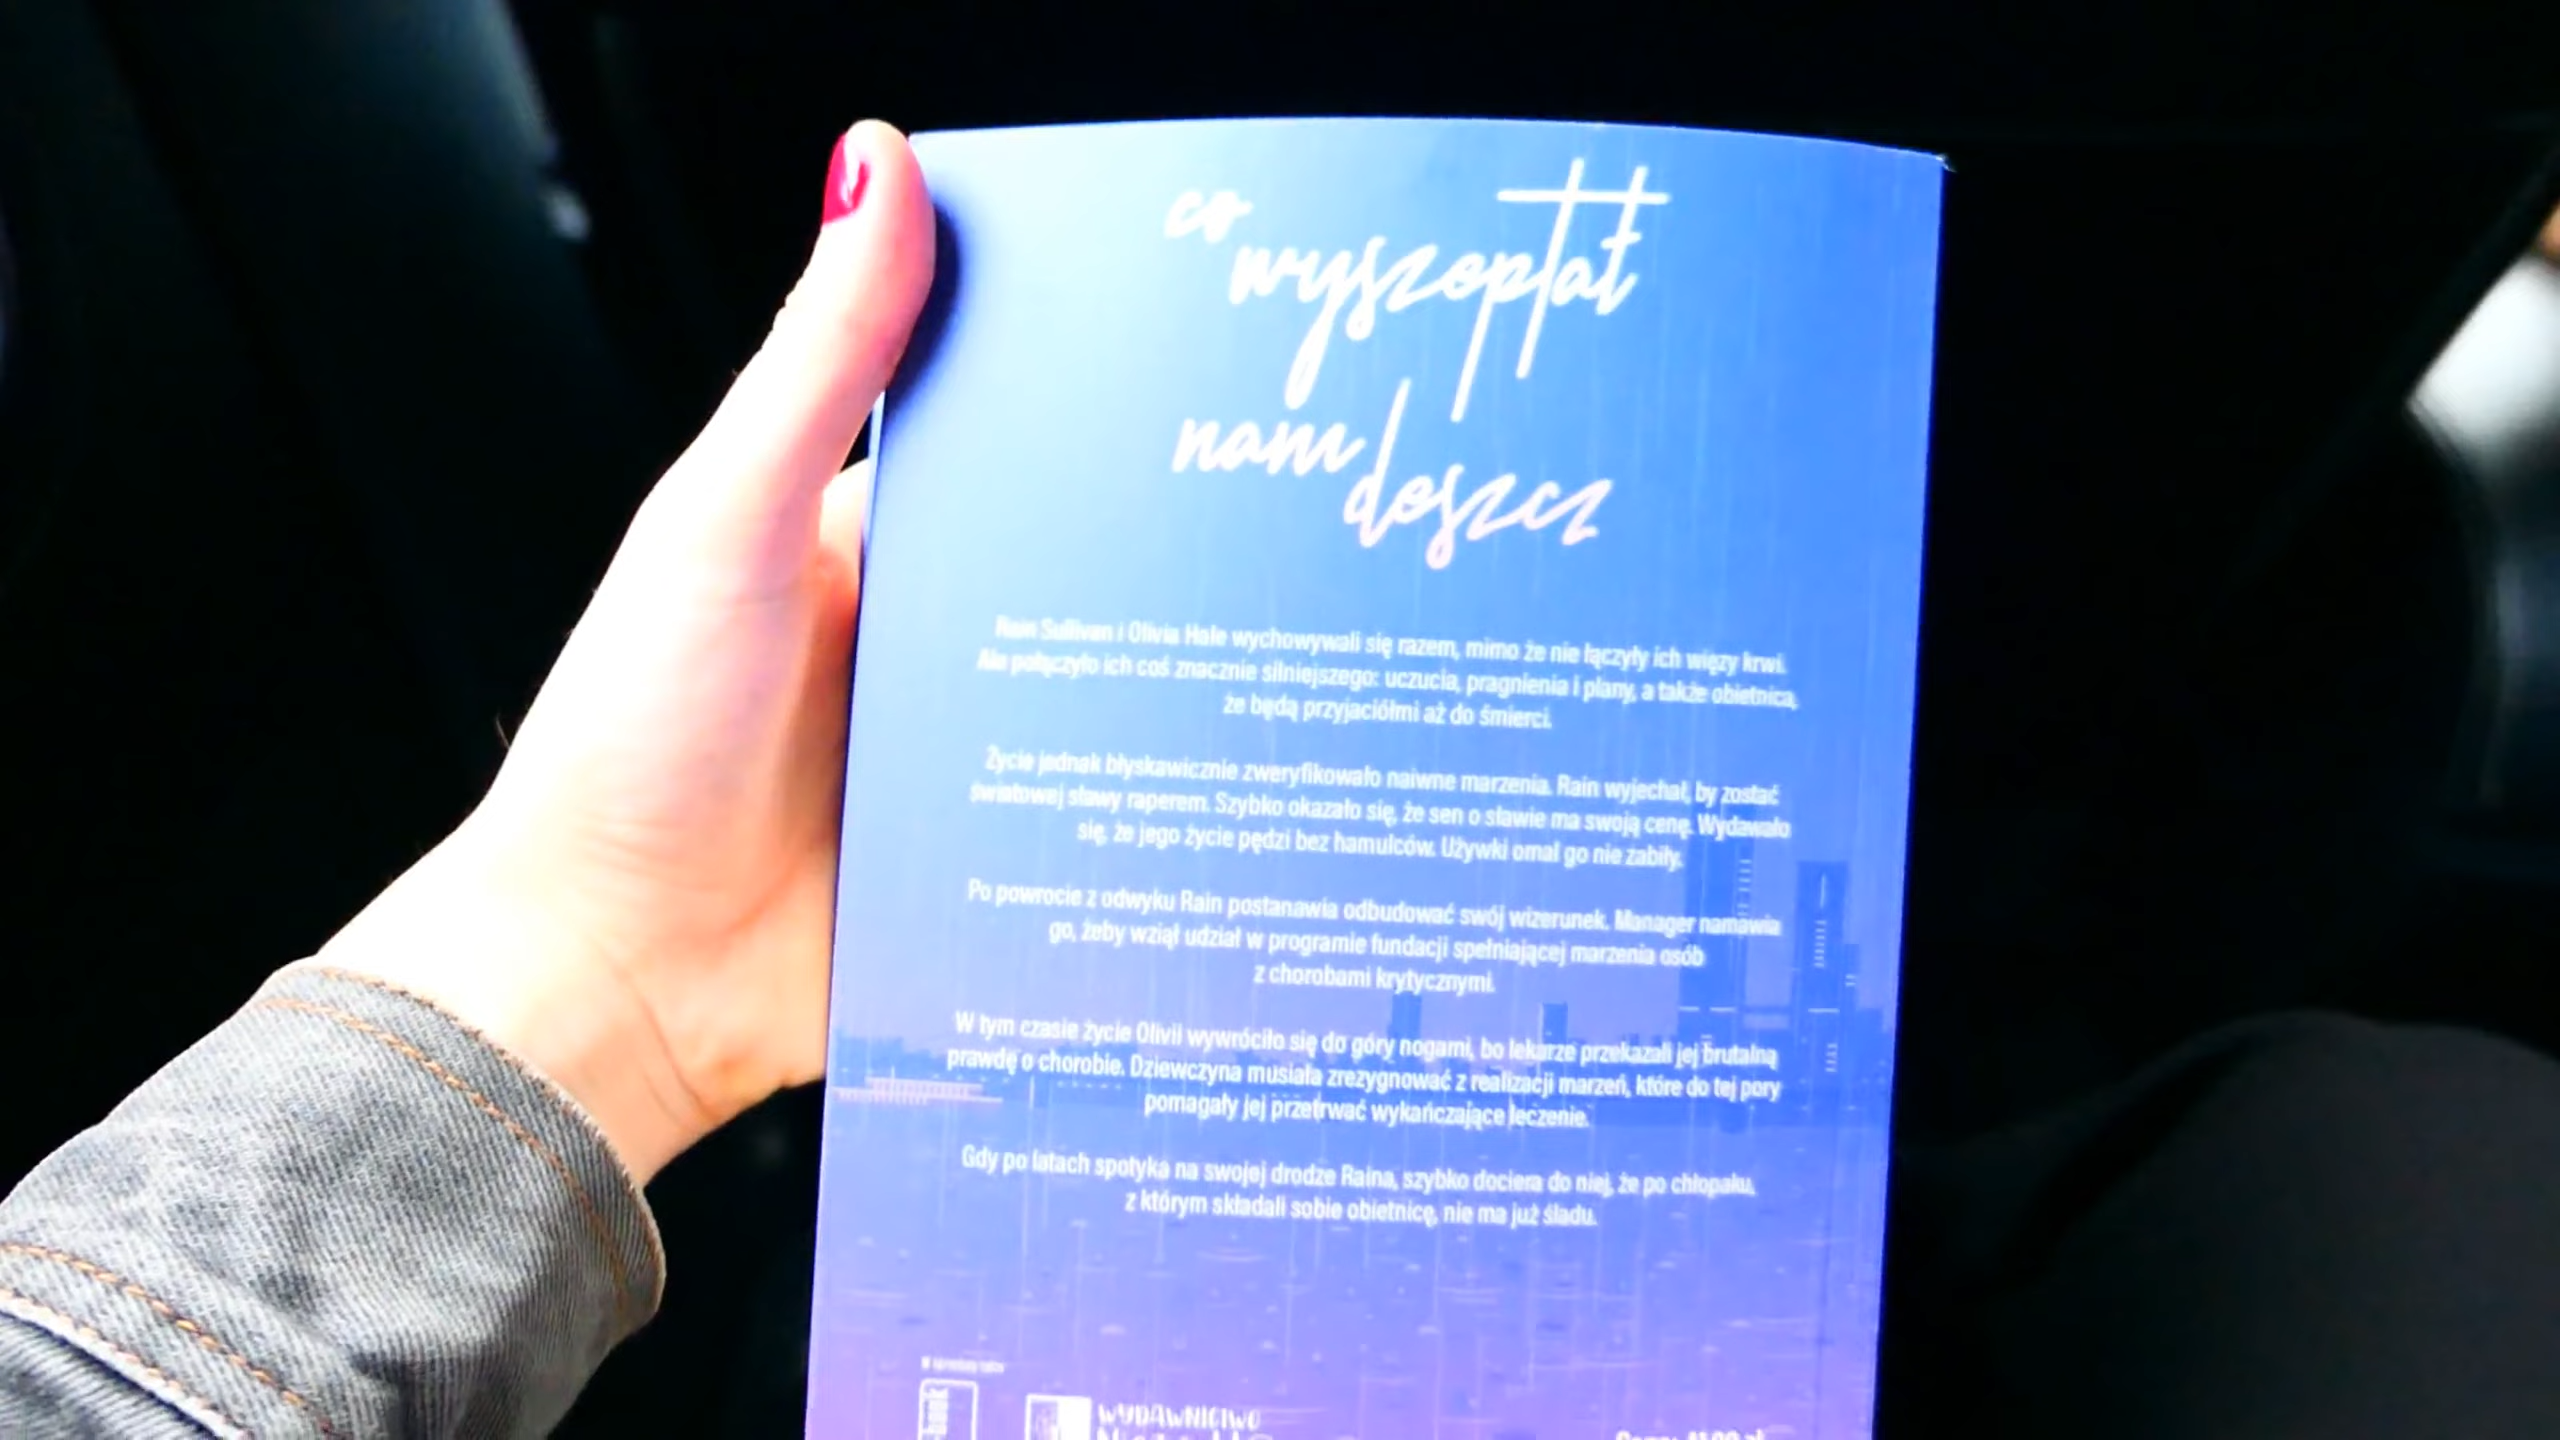 co
wyszeptał
nam
deszcz
Rain Sullivan i Olivia Hale wychowywali się razem, mimo że nie łączyły ich więzy krwi.
Ale połączyło ich coś znacznie silniejszego: uczucia, pragnienia i plany, a także obietnica,
że będą przyjaciółmi aż do śmierci.
Życie jednak błyskawicznie zweryfikowało naiwne marzenia. Rain wyjechał, by zostać
światowej sławy raperem. Szybko okazało się, że sen o sławie ma swoją cenę. Wydawało
się, że jego życie pędzi bez hamulców. Używki omal go nie zabiły.
Po powrocie z odwyku Rain postanawia odbudować swój wizerunek. Manager namawia
go, żeby wziął udział w programie fundacji spełniającej marzenia osób
z chorobami krytycznymi.
W tym czasie życie Olivii wywróciło się do góry nogami, bo lekarze przekazali jej brutalną
prawdę o chorobie. Dziewczyna musiała zrezygnować z realizacji marzeń, które do tej pory
pomagały jej przetrwać wykańczające leczenie.
Gdy po latach spotyka na swojej drodze Raina, szybko dociera do niej, że po chłopaku,
z którym składali sobie obietnicę, nie ma już śladu.
WYDAWNICTWO